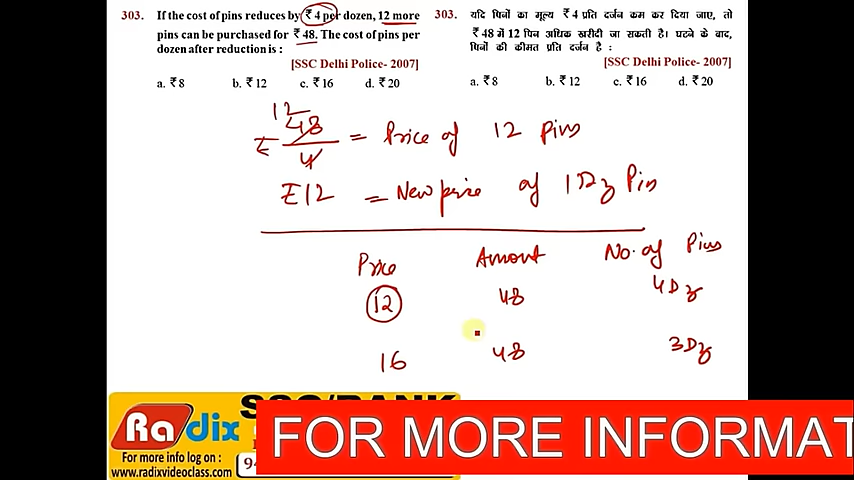 303. If the cost of pins reduces by ₹ 4 per dozen, 12 more
pins can be purchased for ₹ 48. The cost of pins per
dozen after reduction is :
[SSC Delhi Police- 2007]
a. ₹ 8 b. ₹ 12 c. ₹ 16 d. ₹ 20
303. यदि पिनों का मूल्य ₹ 4 प्रति दर्जन कम कर दिया जाए, तो
₹ 48 में 12 पिन अधिक खरीदी जा सकती है। घटने के बाद,
पिनों की कीमत प्रति दर्जन है :
[SSC Delhi Police- 2007]
a. ₹ 8 b. ₹ 12 c. ₹ 16 d. ₹ 20
12
₹ 48 = Price of 12 Pins
4
₹ 12 = New price of 1 Dz Pin
Price Amount No. of Pins
12 48 4Dz
16 48 3Dz
Radix
For more info log on :
www.radixvideoclass.com
FOR MORE INFORMAT